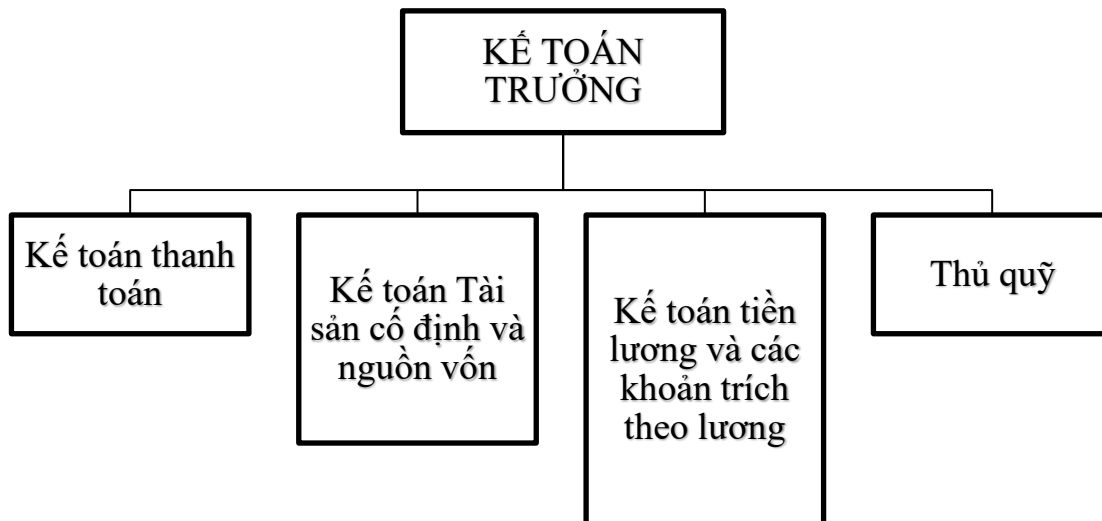 KẾ TOÁN
TRƯỞNG
Kế toán thanh
toán
Kế toán Tài
sản cố định và
nguồn vốn
Kế toán tiền
lương và các
khoản trích
theo lương
Thủ quỹ